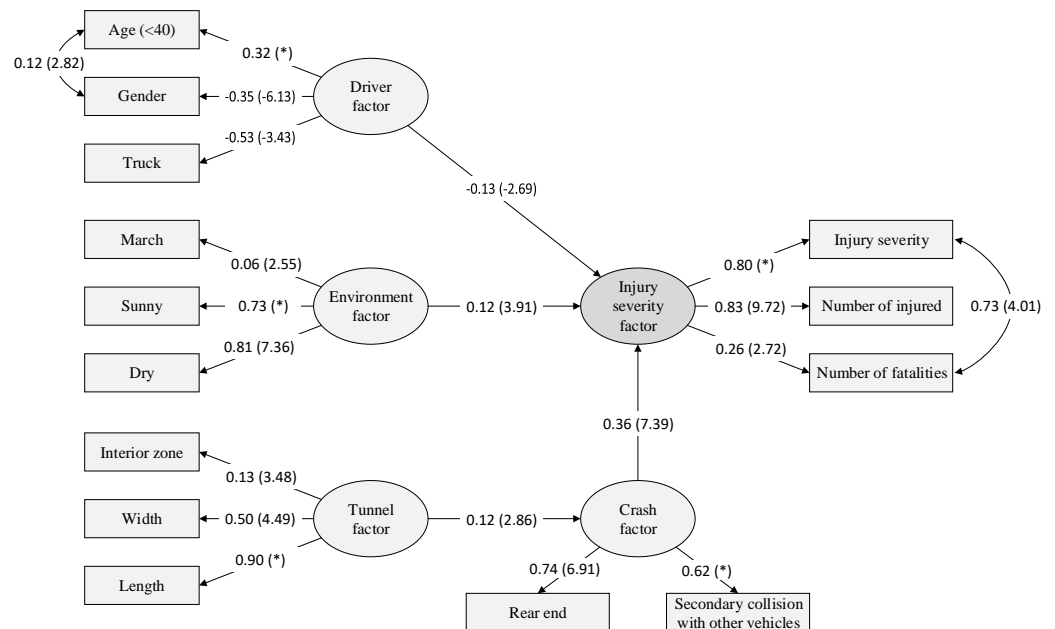 Age (<40)
0.32 (*)
0.12 (2.82)
Driver
factor
Gender
-0.35 (-6.13)
-0.53 (-3.43)
Truck
-0.13 (-2.69)
March
0.06 (2.55)
Sunny
0.73 (*)
Environment
factor
0.81 (7.36)
Dry
0.12 (3.91)
Injury
severity
factor
0.80 (*)
Injury severity
0.83 (9.72)
Number of injured
0.73 (4.01)
0.26 (2.72)
Number of fatalities
0.36 (7.39)
Interior zone
0.13 (3.48)
Width
0.50 (4.49)
Tunnel
factor
0.12 (2.86)
Crash
factor
0.90 (*)
Length
0.74 (6.91)
0.62 (*)
Rear end
Secondary collision
with other vehicles